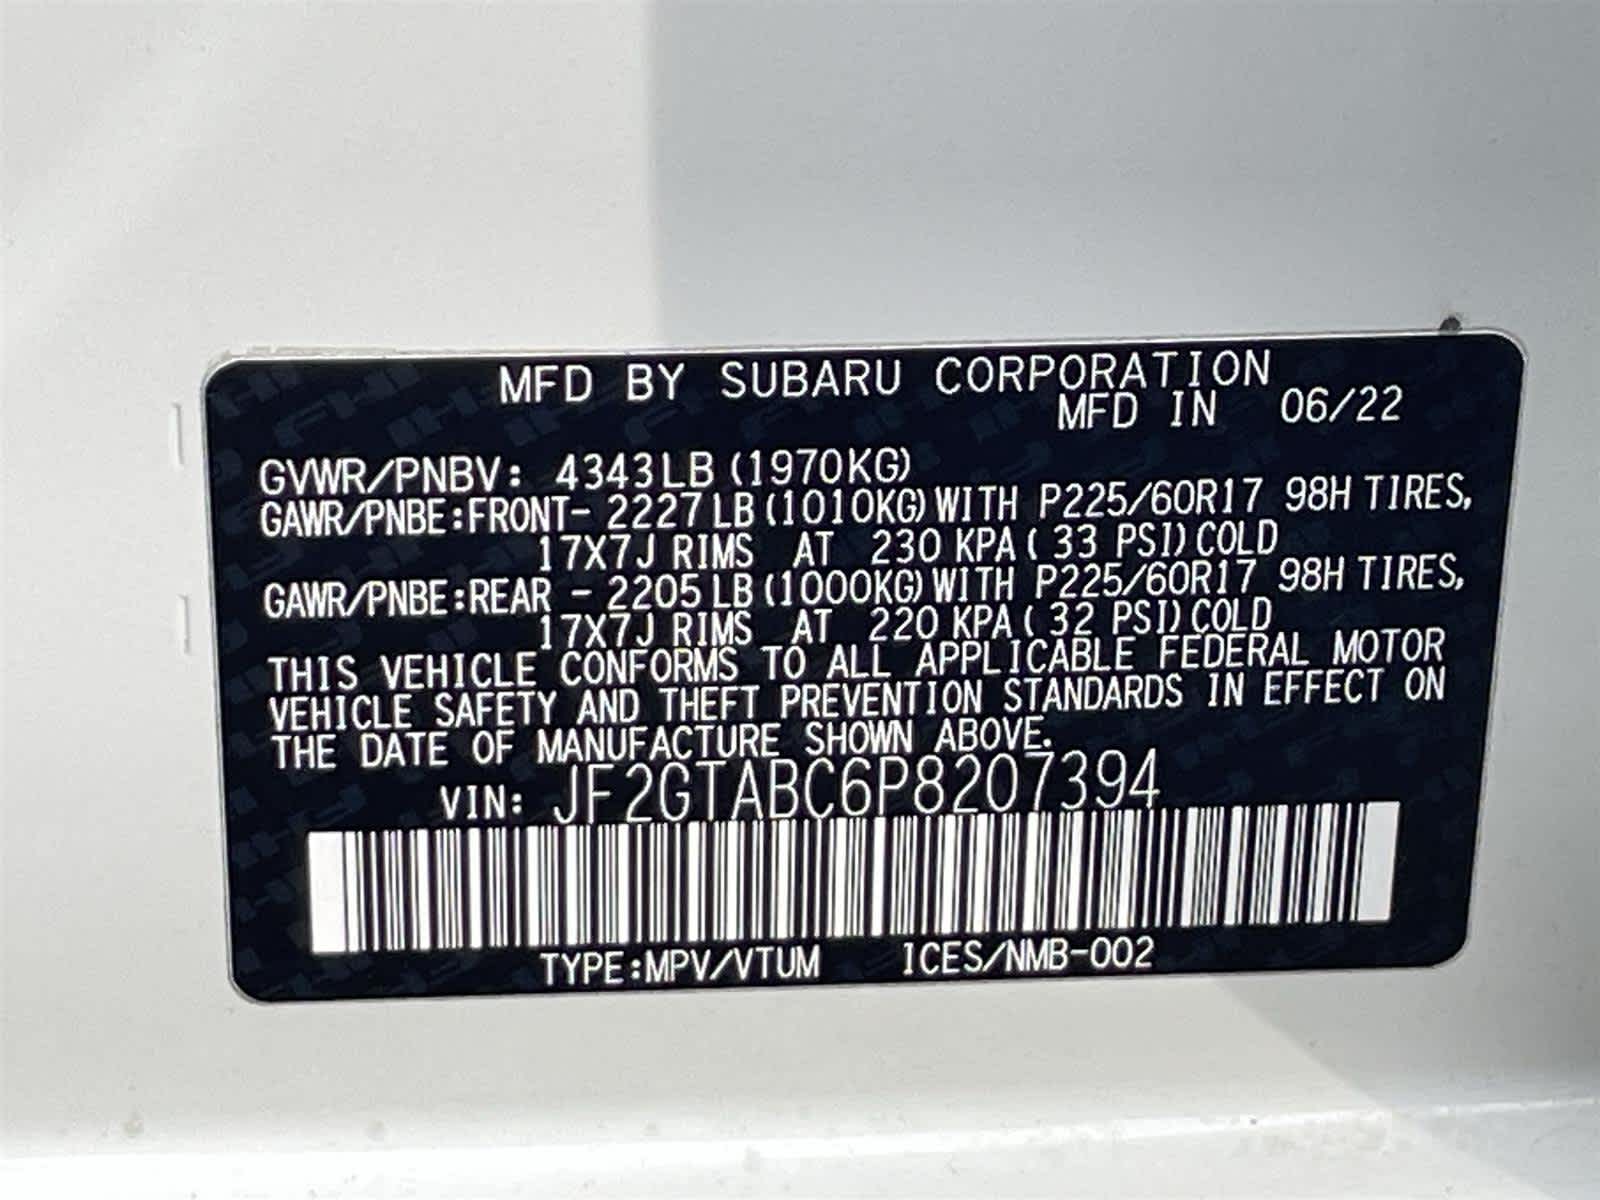 MFD BY SUBARU CORPORATION
MFD IN 06/22
GVWR/PNBV: 4343LB (1970KG)
GAWR/PNBE:FRONT- 2227 LB (1010KG) WITH P225/60R17 98H TIRES,
17X7J RIMS AT 230 KPA ( 33 PSI) COLD
GAWR/PNBE:REAR - 2205 LB (1000KG) WITH P225/60R17 98H TIRES,
17X7J RIMS AT 220 KPA ( 32 PSI) COLD
THIS VEHICLE CONFORMS TO ALL APPLICABLE FEDERAL MOTOR
VEHICLE SAFETY AND THEFT PREVENTION STANDARDS IN EFFECT ON
THE DATE OF MANUFACTURE SHOWN ABOVE.
VIN: JF2GTABC6P8207394
TYPE:MPV/VTUM ICES/NMB-002